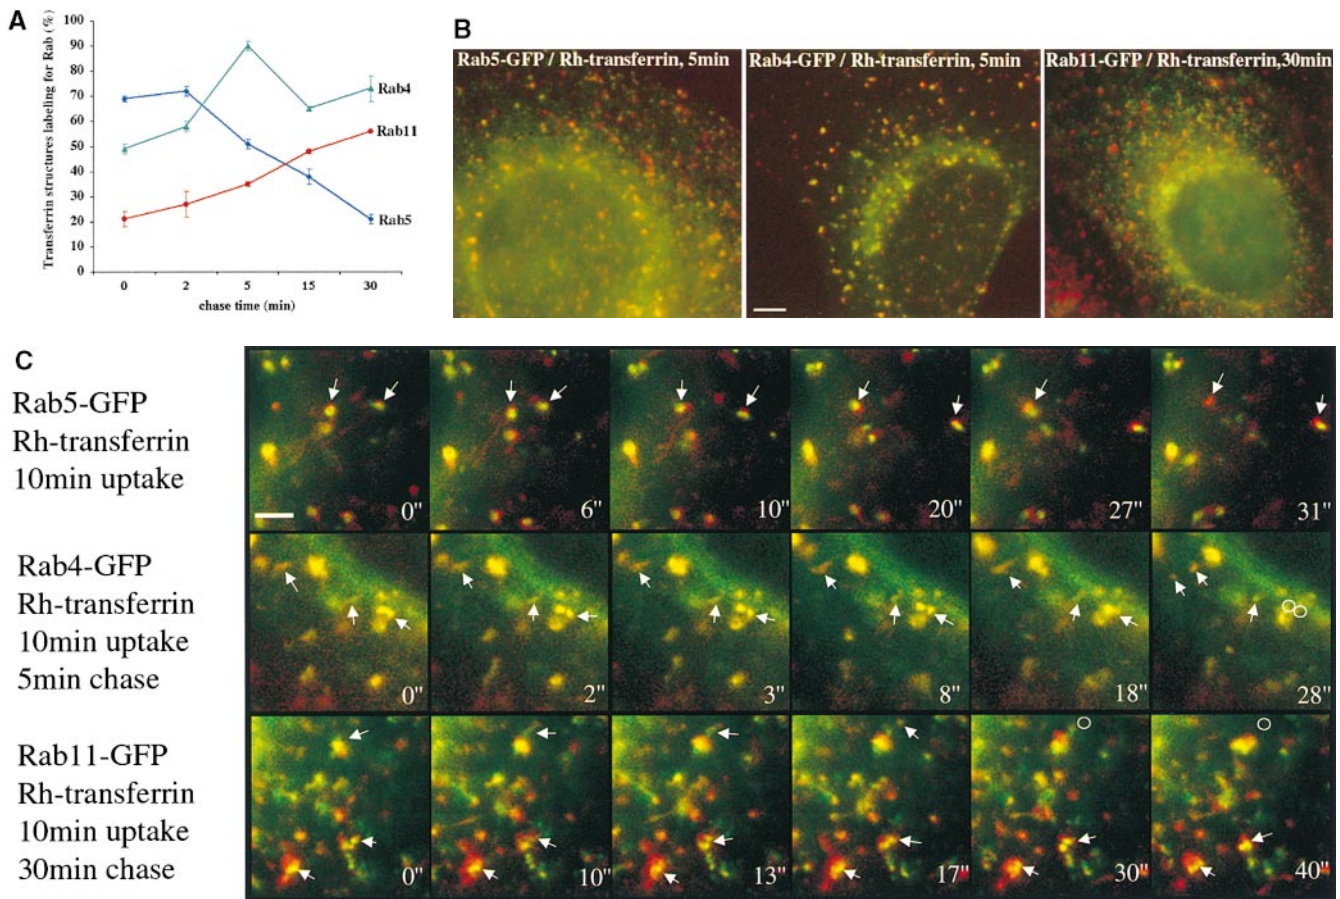 A
Transferrin structures labeling for Rab (%)
100
90
80
70
60
50
40
30
20
10
0
0 2 5 15 30
chase time (min)
Rab4
Rab11
Rab5
B
Rab5-GFP / Rh-transferrin, 5min
Rab4-GFP / Rh-transferrin, 5min
Rab11-GFP / Rh-transferrin,30min
C
Rab5-GFP
Rh-transferrin
10min uptake
0" 6" 10" 20" 27" 31"
Rab4-GFP
Rh-transferrin
10min uptake
5min chase
0" 2" 3" 8" 18" 28"
Rab11-GFP
Rh-transferrin
10min uptake
30min chase
0" 10" 13" 17" 30" 40"